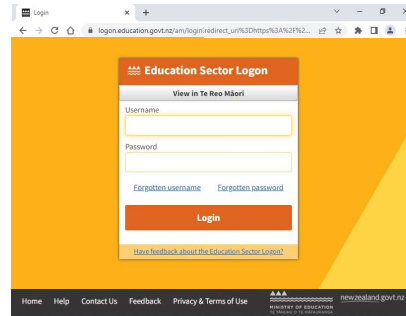 Login
logon.education.govt.nz/am/login:redirect_uri%3Dhttps%3A%2F%2...
Education Sector Logon
View in Te Reo Māori
Username
Password
Forgotten username Forgotten password
Login
Have feedback about the Education Sector Logon?
Home Help Contact Us Feedback Privacy & Terms of Use
MINISTRY OF EDUCATION
newzealand.govt.nz